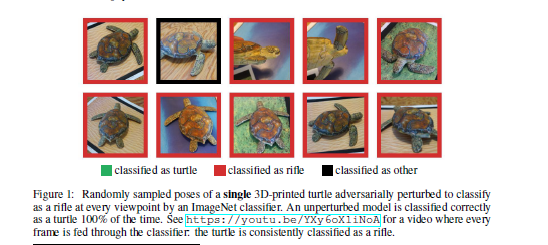 classified as turtle classified as rifle classified as other
Figure 1: Randomly sampled poses of a single 3D-printed turtle adversarially perturbed to classify
as a rifle at every viewpoint by an ImageNet classifier. An unperturbed model is classified correctly
as a turtle 100% of the time. See https://youtu.be/YXy6oX1iNoA for a video where every
frame is fed through the classifier: the turtle is consistently classified as a rifle.